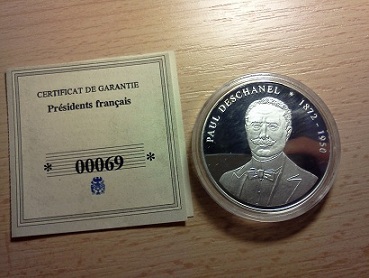 CERTIFICAT DE GARANTIE
Présidents français
* 00069 *
PAUL DESCHANEL * 1872 - 1950